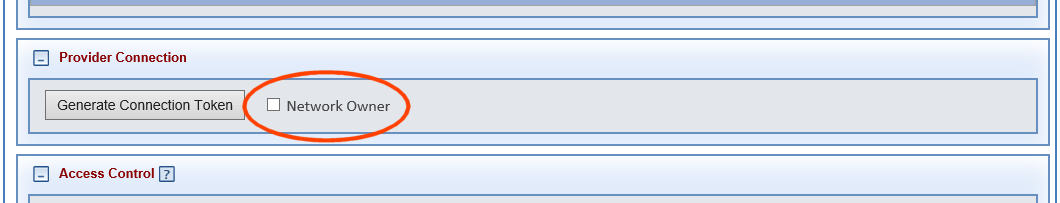 Provider Connection
Generate Connection Token Network Owner
Access Control ?